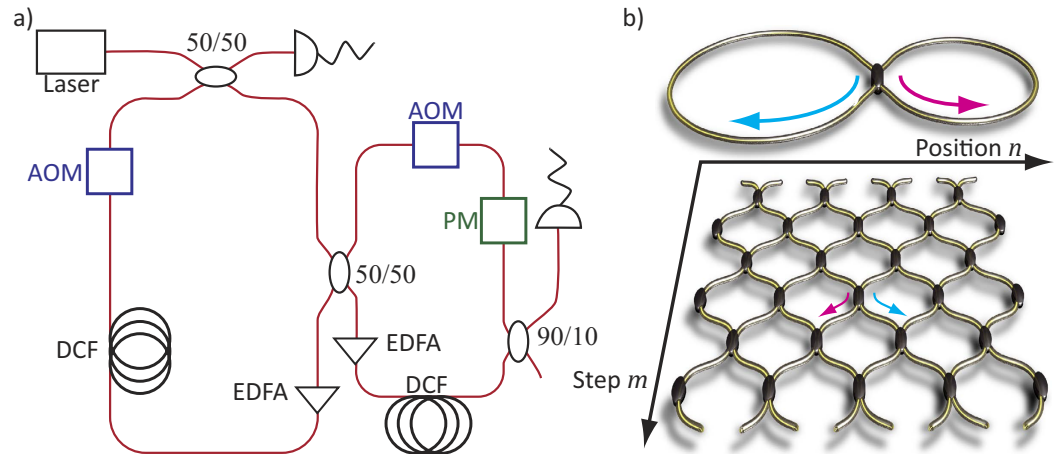 a)
50/50
Laser
AOM
AOM
PM
50/50
90/10
DCF
EDFA
EDFA
DCF
b)
Position n
Step m